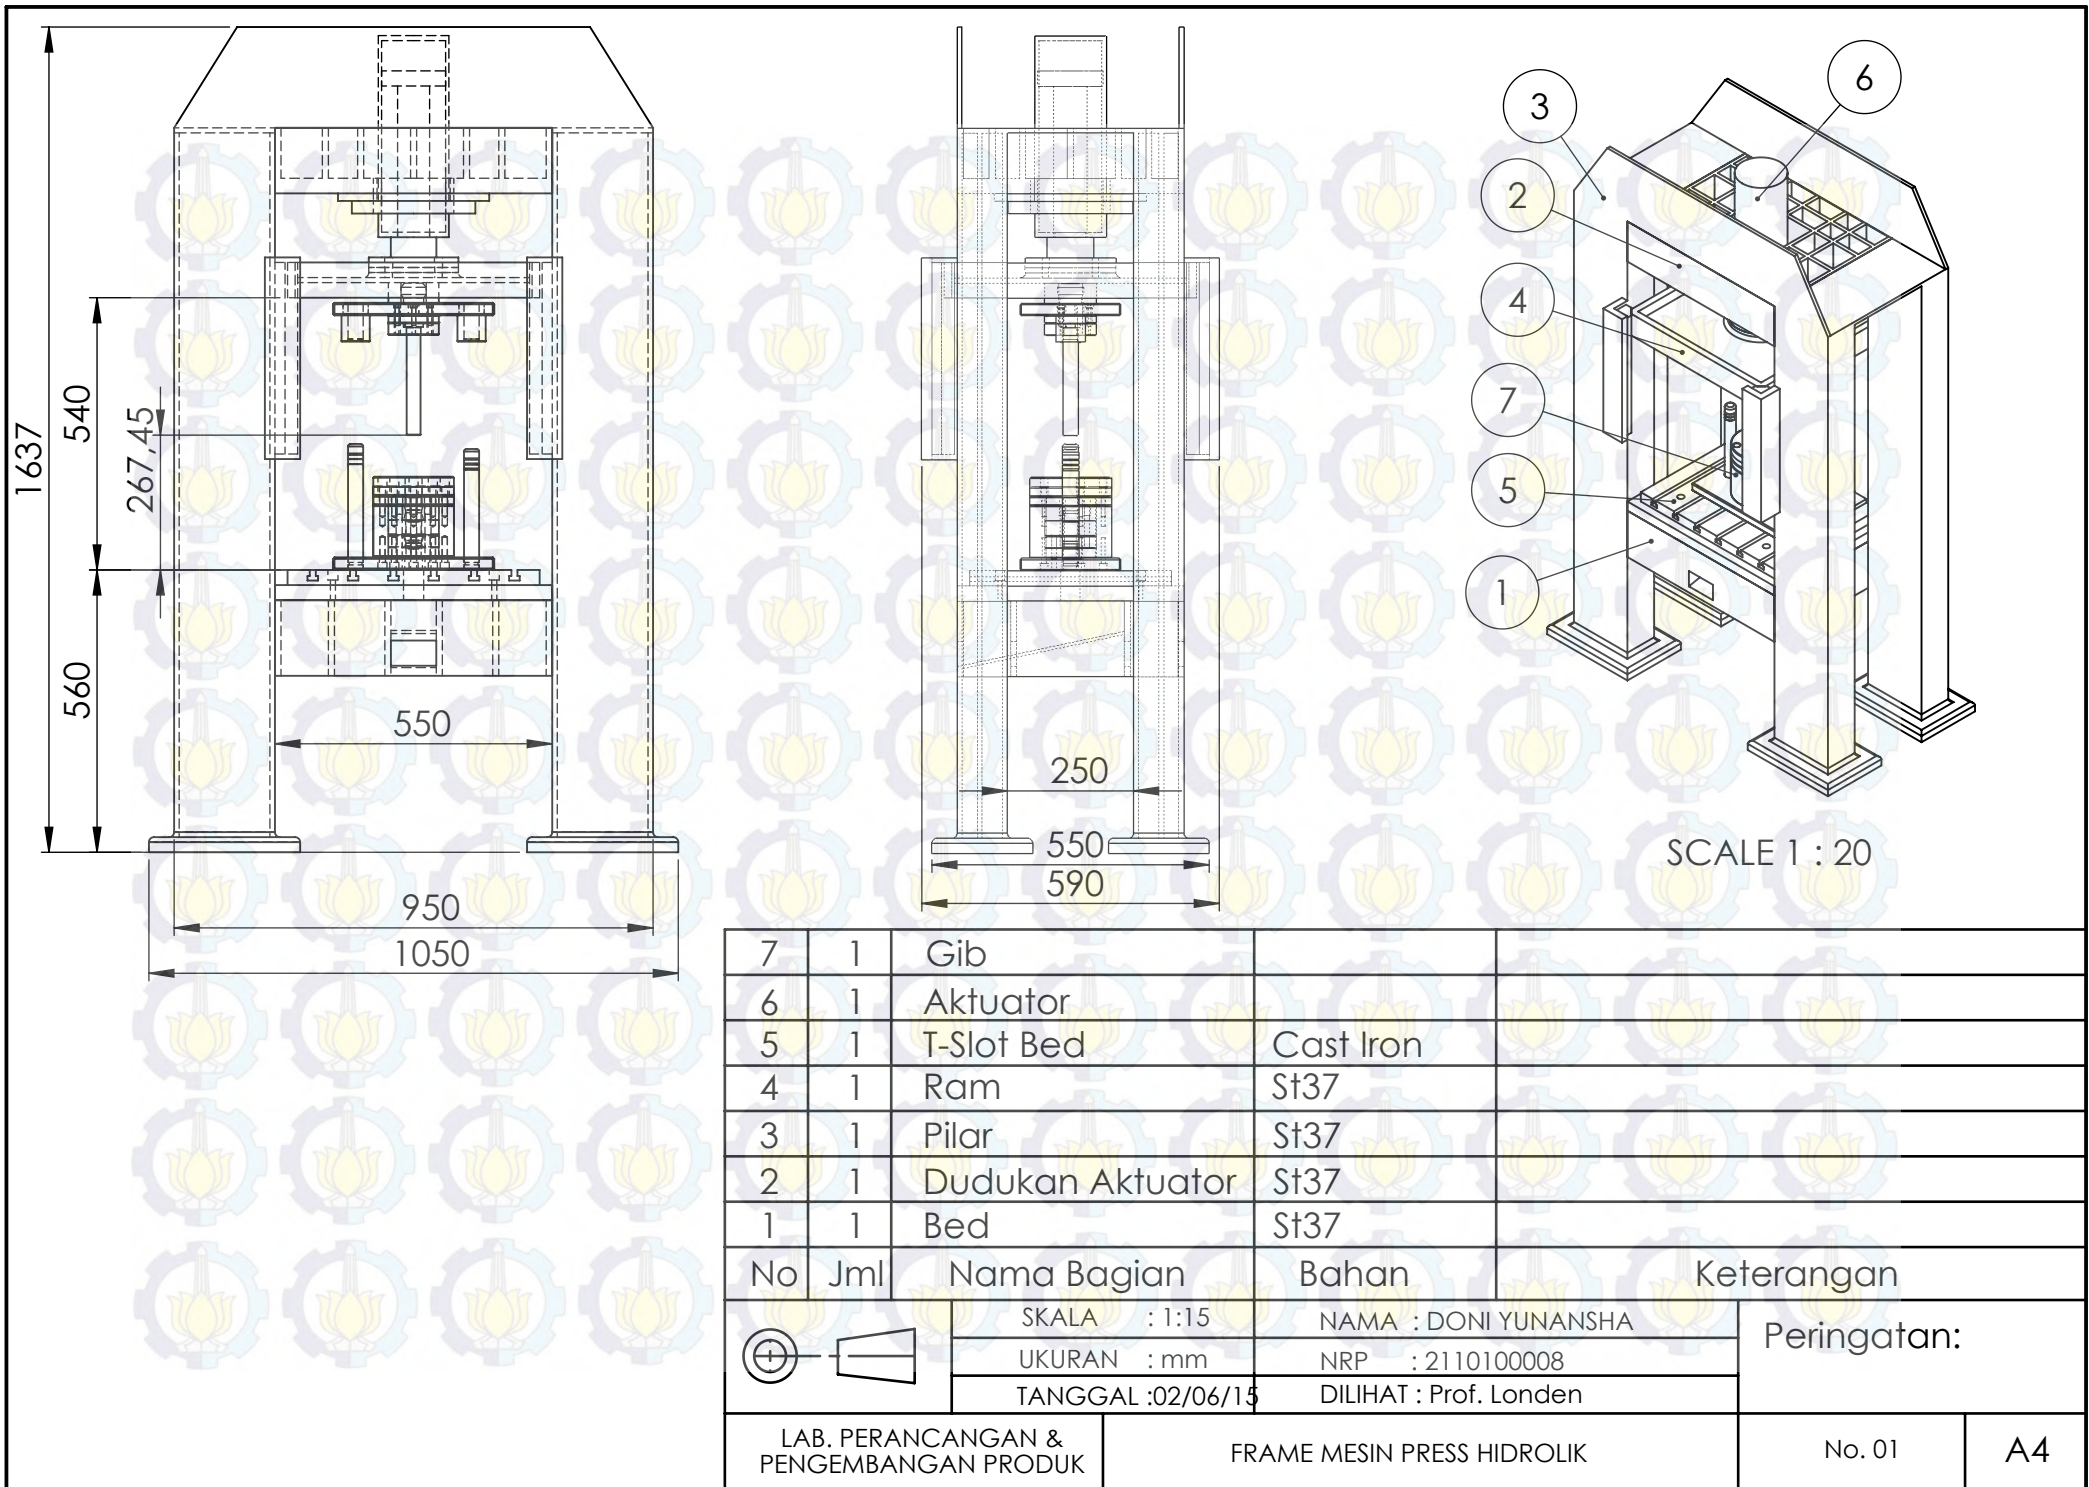 1637
540
267,45
560
550
950
1050
250
550
590
3
6
2
4
7
5
1
SCALE 1 : 20
7 1 Gib
6 1 Aktuator
5 1 T-Slot Bed Cast Iron
4 1 Ram St37
3 1 Pilar St37
2 1 Dudukan Aktuator St37
1 1 Bed St37
No Jml Nama Bagian Bahan Keterangan
SKALA : 1:15 NAMA : DONI YUNANSHA Peringatan:
UKURAN : mm NRP : 2110100008
TANGGAL :02/06/15 DILIHAT : Prof. Londen
LAB. PERANCANGAN &
PENGEMBANGAN PRODUK
FRAME MESIN PRESS HIDROLIK
No. 01
A4